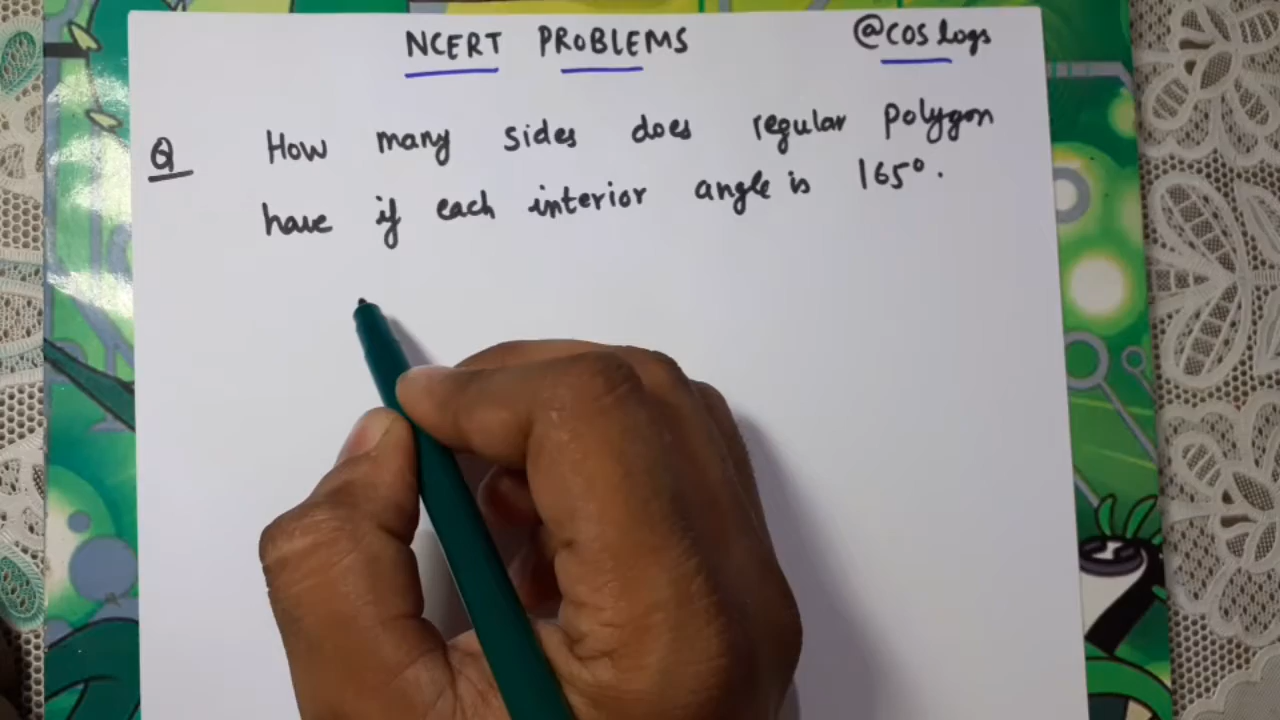 NCERT PROBLEMS @COS logs
Q How many sides does regular polygon
have if each interior angle is 165°.